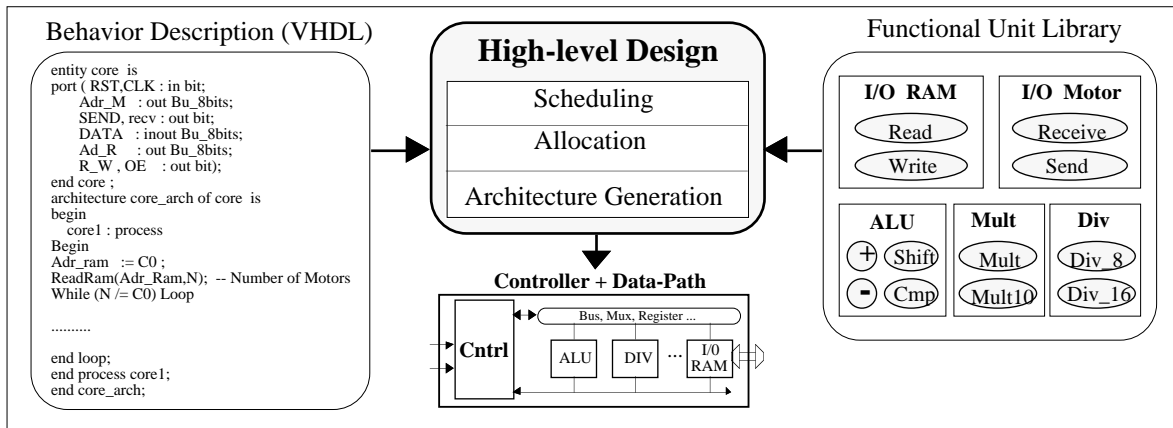 Behavior Description (VHDL)
entity core is
port ( RST,CLK : in bit;
Adr_M : out Bu_8bits;
SEND, recv : out bit;
DATA : inout Bu_8bits;
Ad_R : out Bu_8bits;
R_W , OE : out bit);
end core ;
architecture core_arch of core is
begin
core1 : process
Begin
Adr_ram := C0 ;
ReadRam(Adr_Ram,N); -- Number of Motors
While (N /= C0) Loop
..........
end loop;
end process core1;
end core_arch;
High-level Design
Scheduling
Allocation
Architecture Generation
Controller + Data-Path
Cntrl
Bus, Mux, Register ...
ALU
DIV
...
I/0
RAM
Functional Unit Library
I/O RAM
Read
Write
I/O Motor
Receive
Send
ALU
+ Shift
- Cmp
Mult
Mult
Mult10
Div
Div_8
Div_16